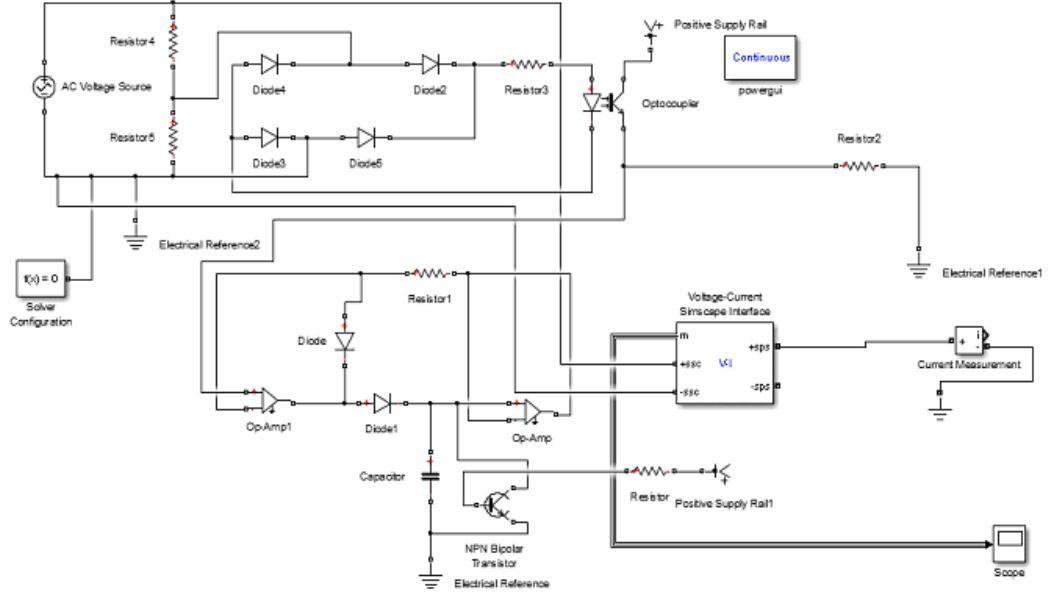 V+
Positive Supply Rail
Resistor4
Continuous
AC Voltage Source
Diode4
Diode2
Resistor3
powergui
Optocoupler
Resistor5
Resistor2
Diode3
Diode5
Electrical Reference2
f(x) = 0
Solver
Configuration
Electrical Reference1
Resistor1
Voltage-Current
Simscape Interface
m
i
Diode
+sps
+
-
+ssc
V-I
Current Measurement
-ssc
-sps
Op-Amp1
Diode1
Op-Amp
Capacitor
Resistor
Positive Supply Rail1
NPN Bipolar
Transistor
Electrical Reference
Scope